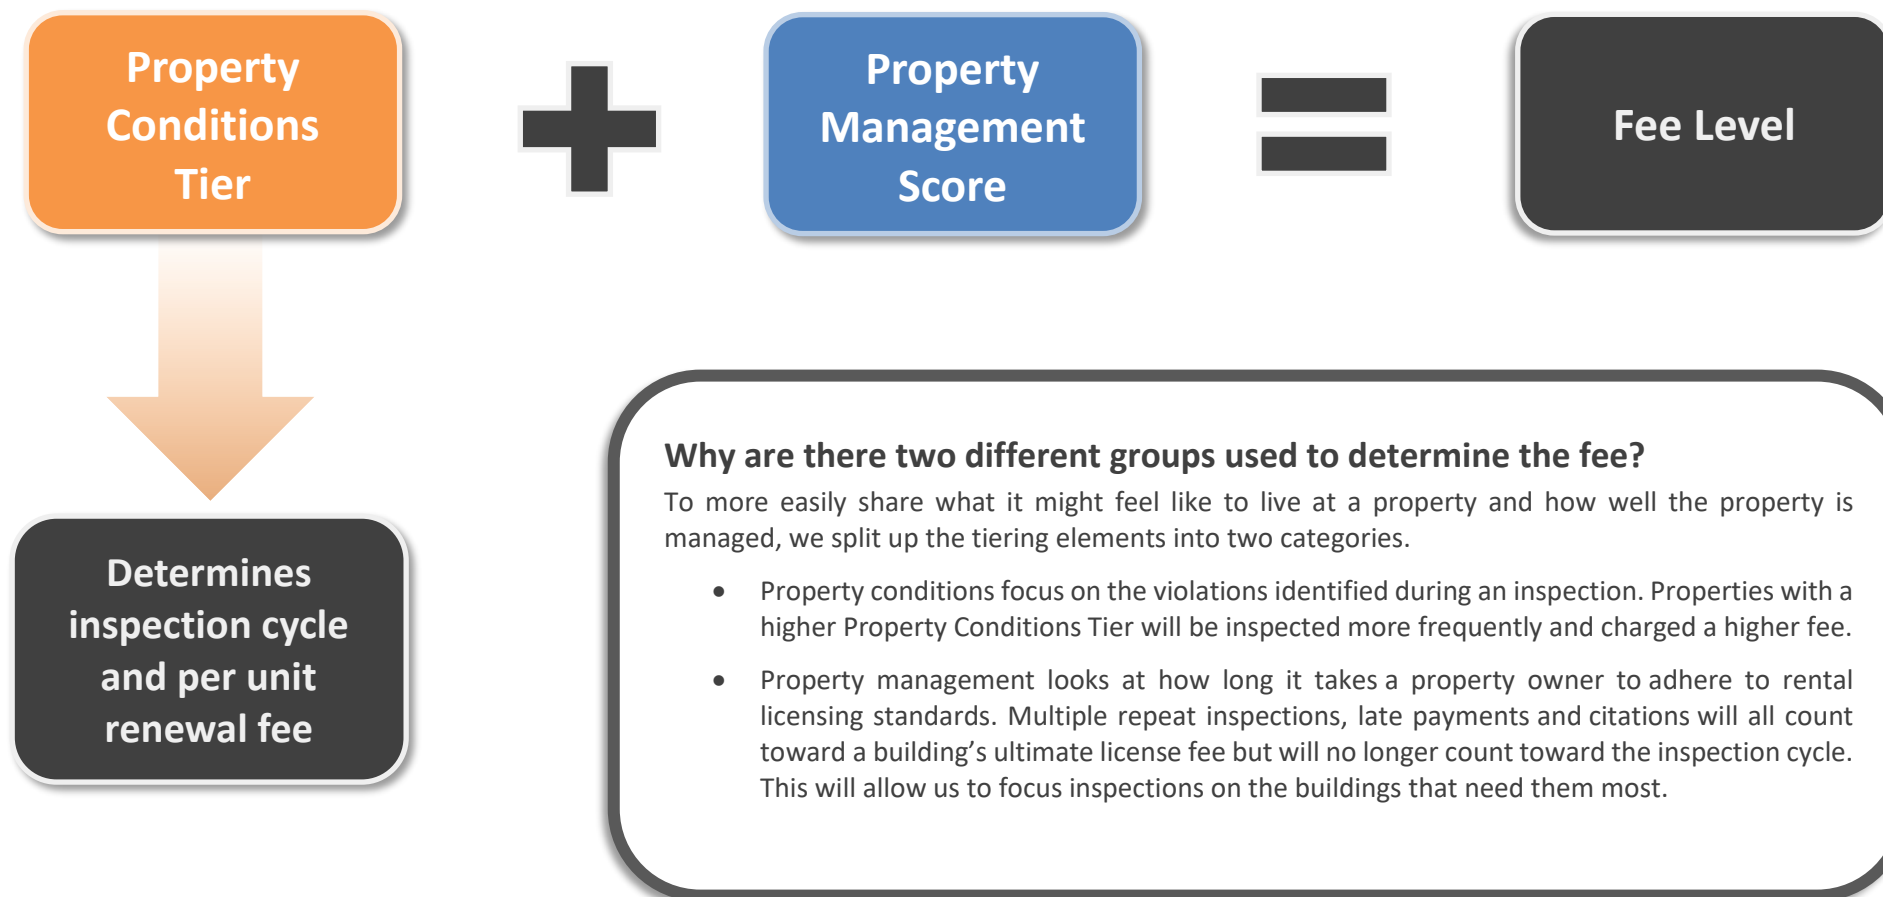 Property
Conditions
Tier
Property
Management
Score
Fee Level
Determines
inspection cycle
and per unit
renewal fee
Why are there two different groups used to determine the fee?
To more easily share what it might feel like to live at a property and how well the property is
managed, we split up the tiering elements into two categories.
• Property conditions focus on the violations identified during an inspection. Properties with a
higher Property Conditions Tier will be inspected more frequently and charged a higher fee.
• Property management looks at how long it takes a property owner to adhere to rental
licensing standards. Multiple repeat inspections, late payments and citations will all count
toward a building’s ultimate license fee but will no longer count toward the inspection cycle.
This will allow us to focus inspections on the buildings that need them most.